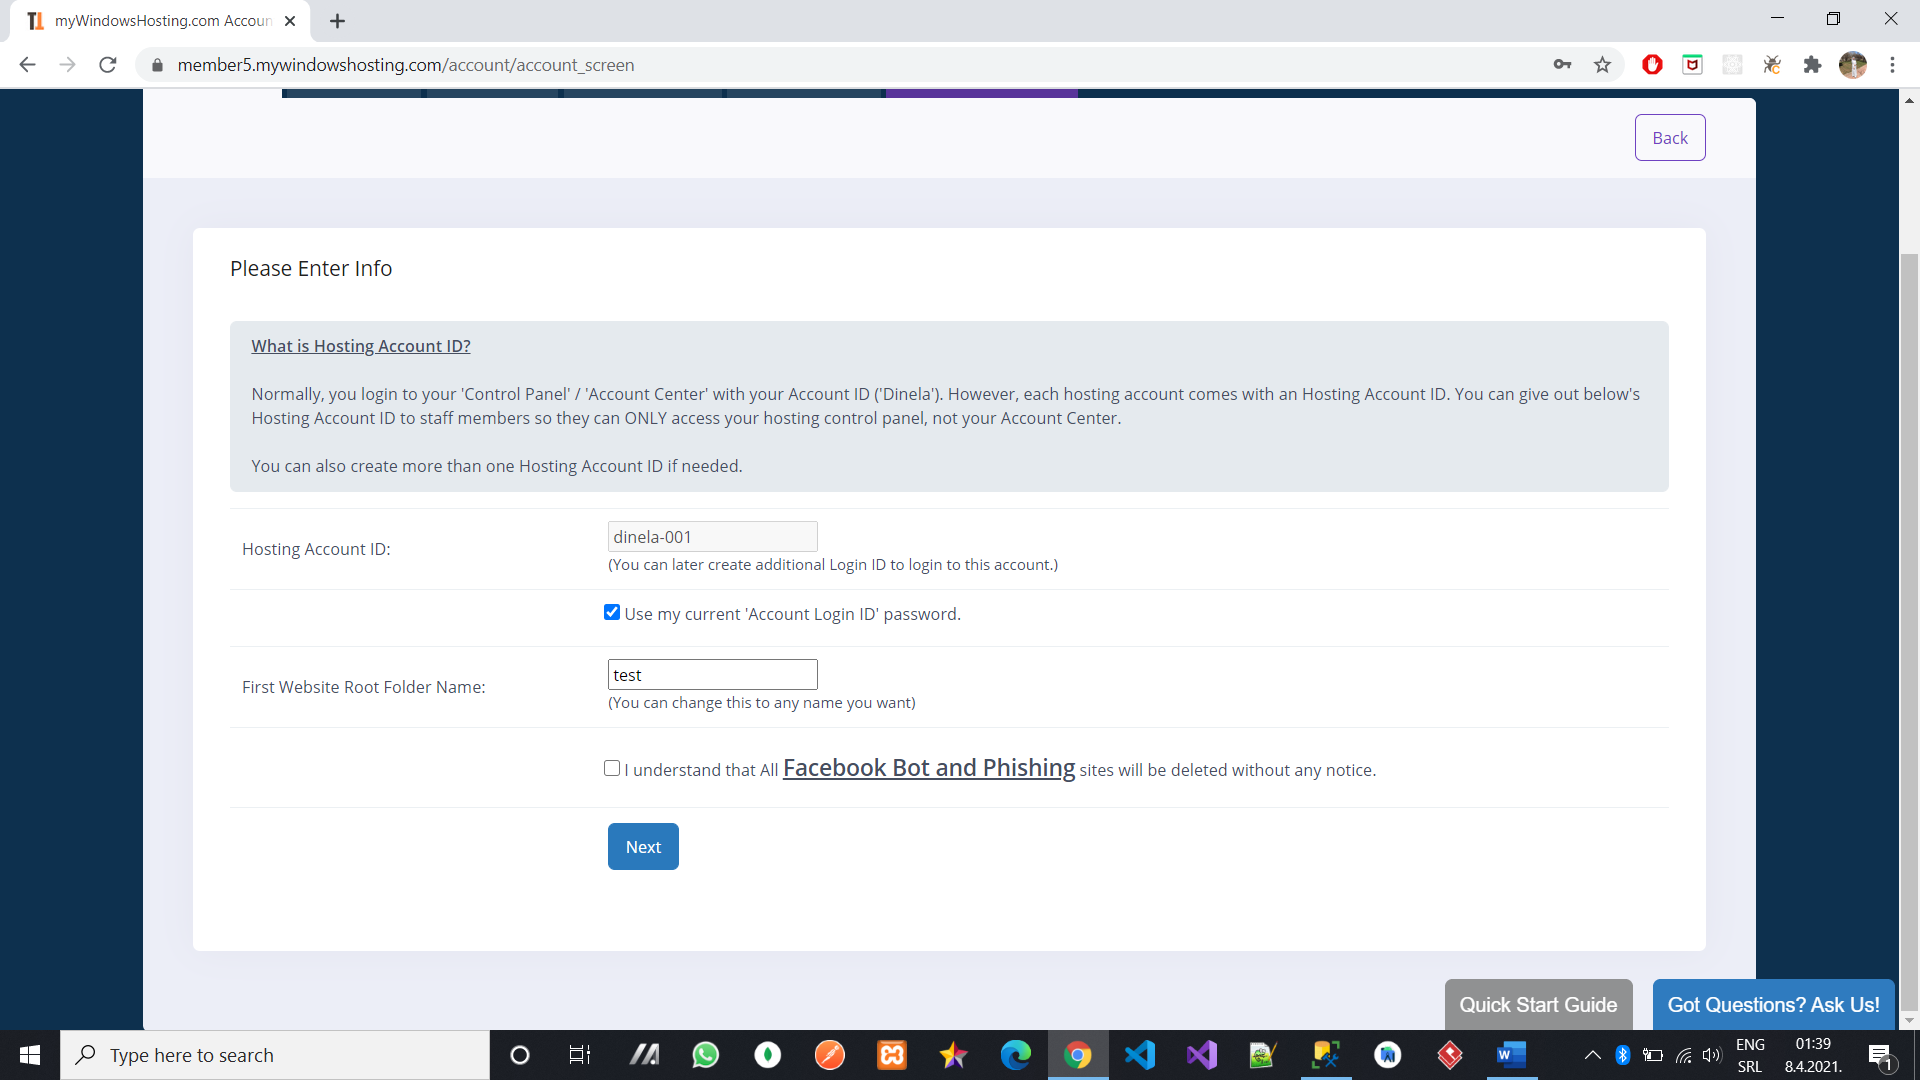 myWindowsHosting.com Accoun
member5.mywindowshosting.com/account/account_screen
Back
Please Enter Info
What is Hosting Account ID?
Normally, you login to your 'Control Panel' / 'Account Center' with your Account ID ('Dinela'). However, each hosting account comes with an Hosting Account ID. You can give out below's
Hosting Account ID to staff members so they can ONLY access your hosting control panel, not your Account Center.
You can also create more than one Hosting Account ID if needed.
Hosting Account ID:
dinela-001
(You can later create additional Login ID to login to this account.)
Use my current 'Account Login ID' password.
First Website Root Folder Name:
test
(You can change this to any name you want)
I understand that All Facebook Bot and Phishing sites will be deleted without any notice.
Next
Quick Start Guide
Got Questions? Ask Us!
Type here to search
ENG
SRL
01:39
8.4.2021.
1